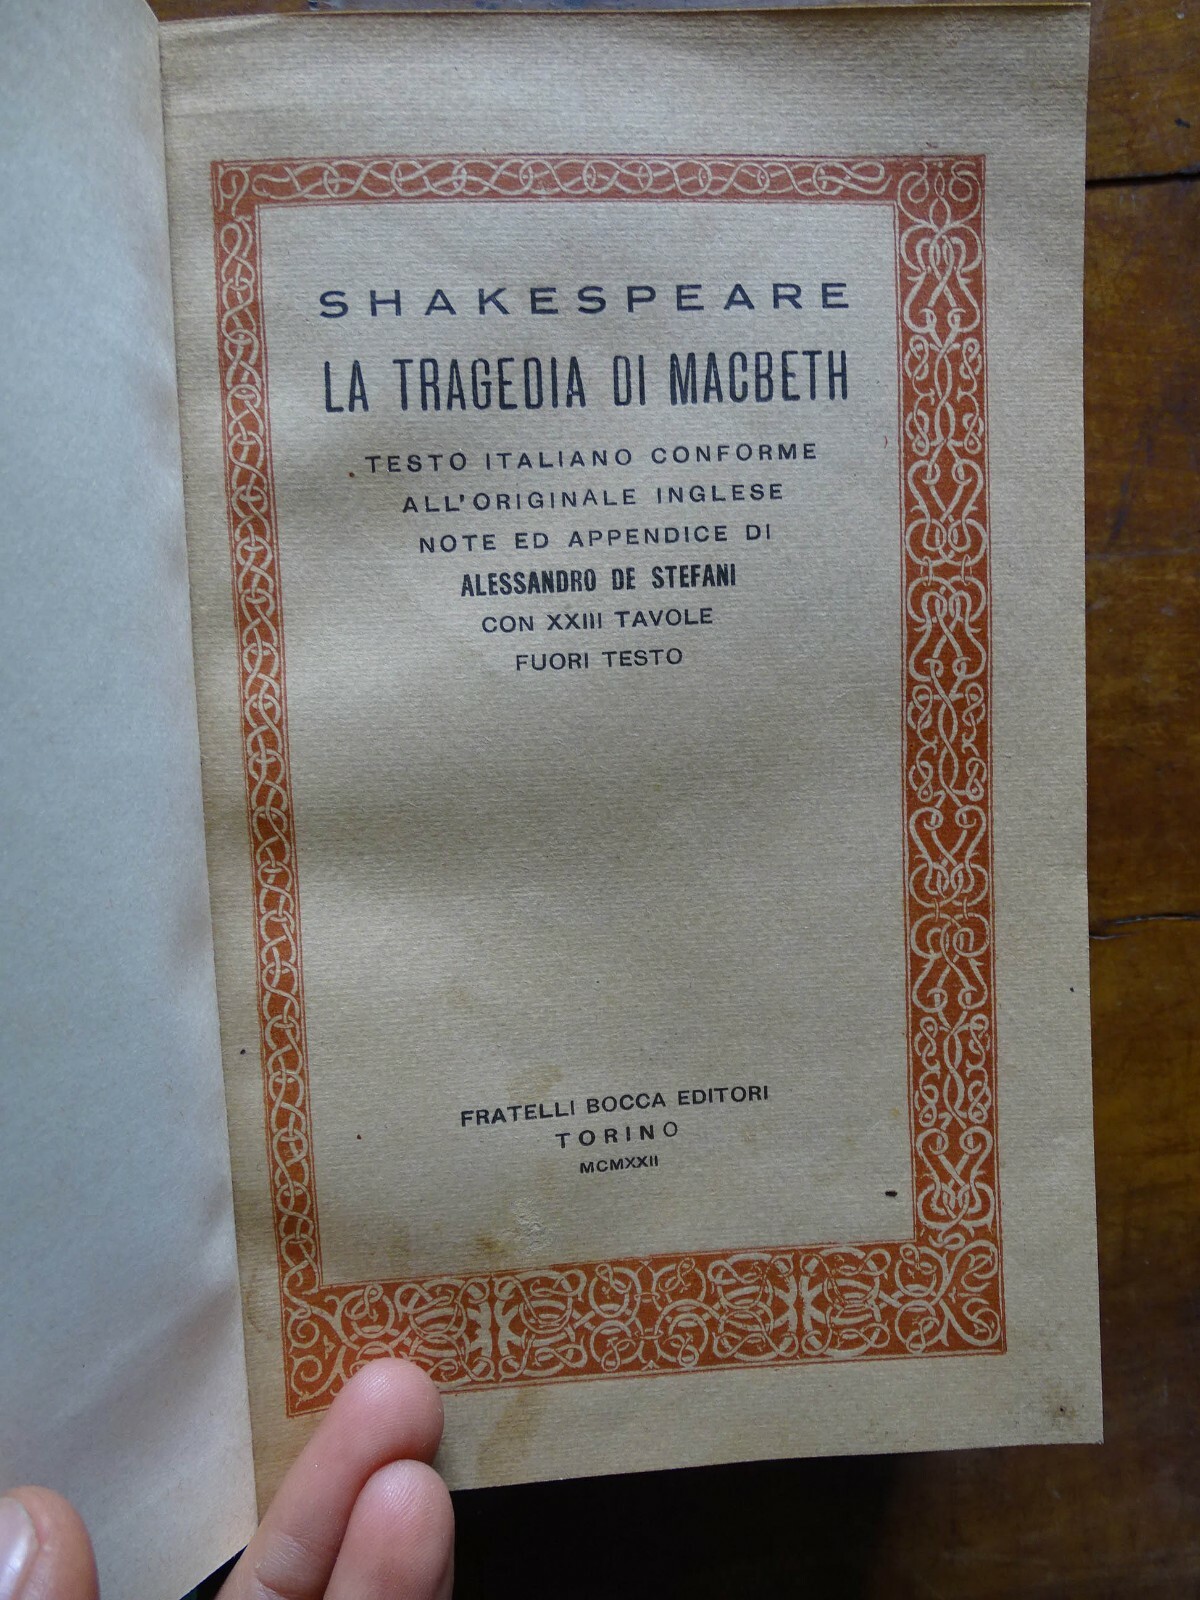 SHAKESPEARE
LA TRAGEDIA DI MACBETH
TESTO ITALIANO CONFORME
ALL'ORIGINALE INGLESE
NOTE ED APPENDICE DI
ALESSANDRO DE STEFANI
CON XXIII TAVOLE
FUORI TESTO
FRATELLI BOCCA EDITORI
TORINO
MCMXXII